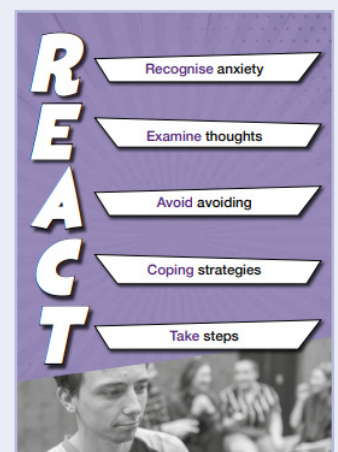 R Recognise anxiety
E Examine thoughts
A Avoid avoiding
C Coping strategies
T Take steps